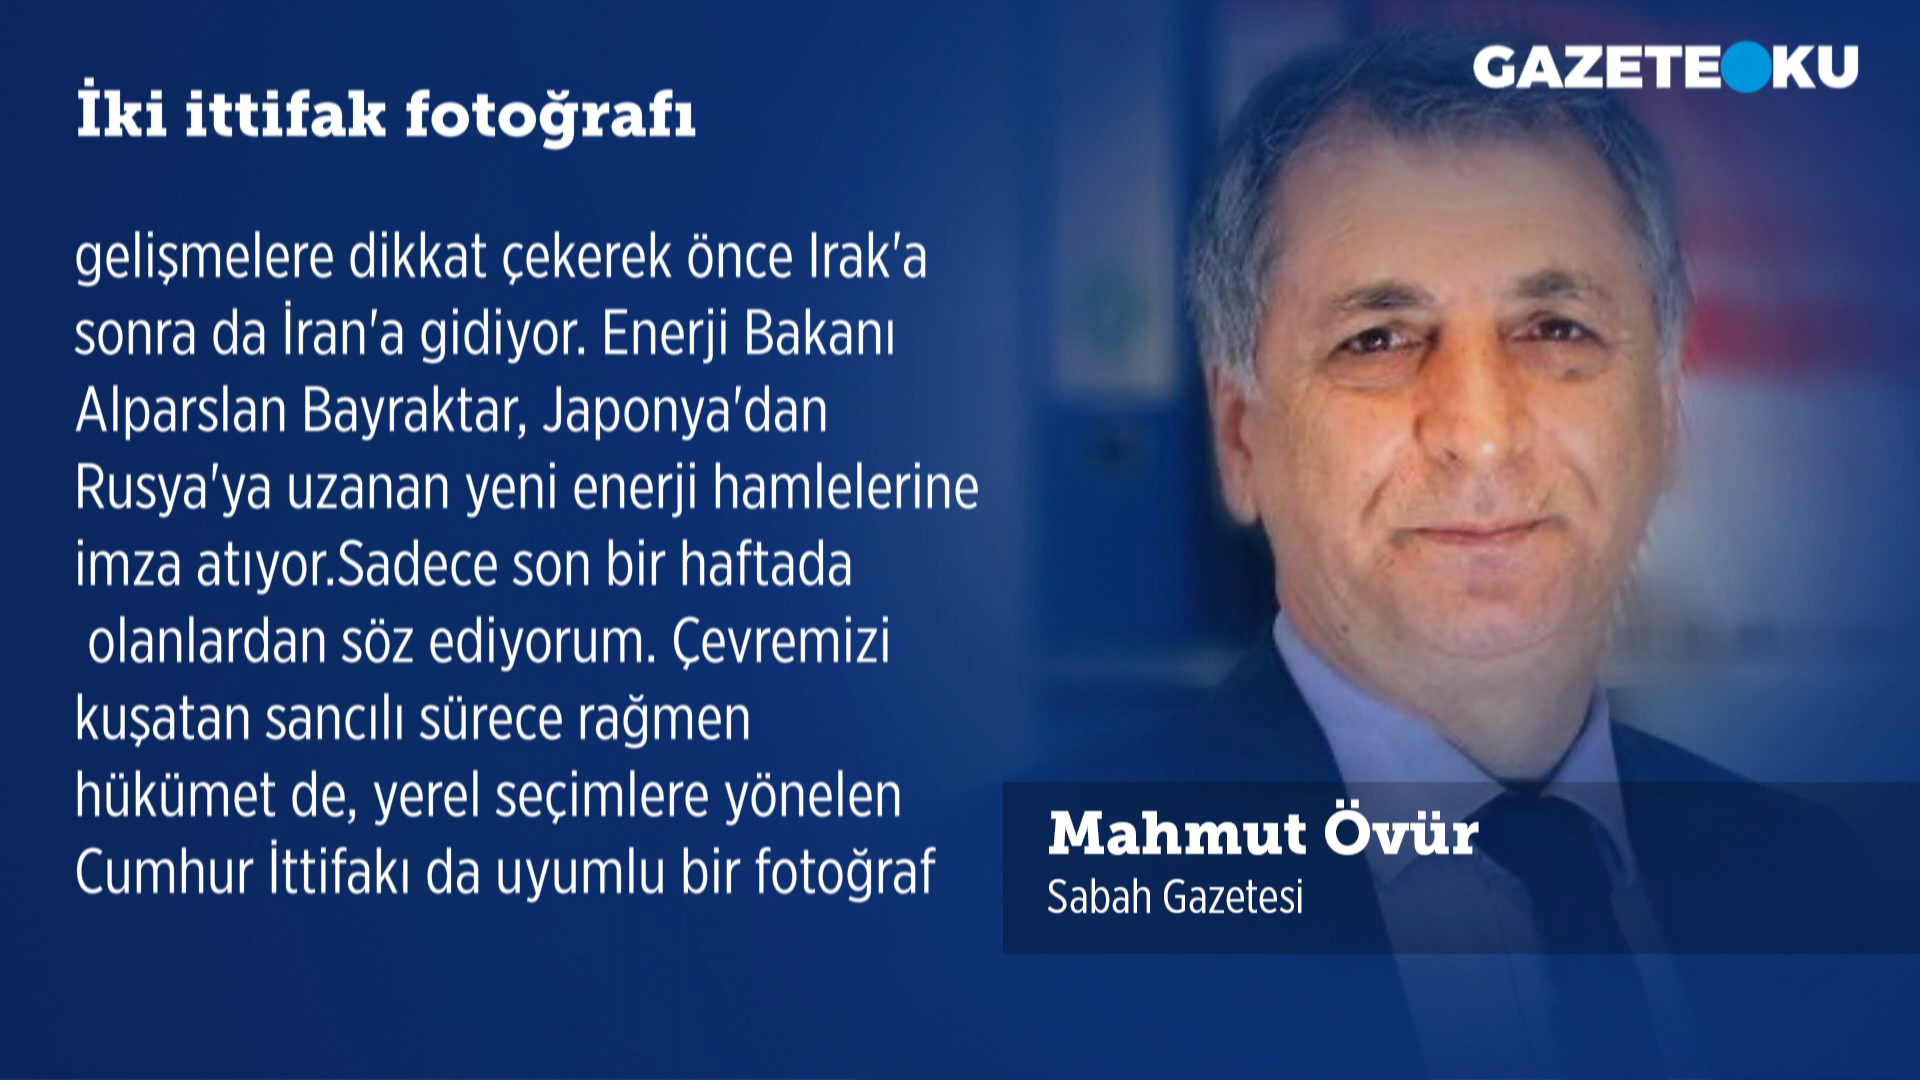 GAZETE KU
İki ittifak fotoğrafı
gelişmelere dikkat çekerek önce Irak'a
sonra da İran'a gidiyor. Enerji Bakanı
Alparslan Bayraktar, Japonya'dan
Rusya'ya uzanan yeni enerji hamlelerine
imza atıyor.Sadece son bir haftada
olanlardan söz ediyorum. Çevremizi
kuşatan sancılı sürece rağmen
hükümet de, yerel seçimlere yönelen
Cumhur İttifakı da uyumlu bir fotoğraf
Mahmut Övür
Sabah Gazetesi